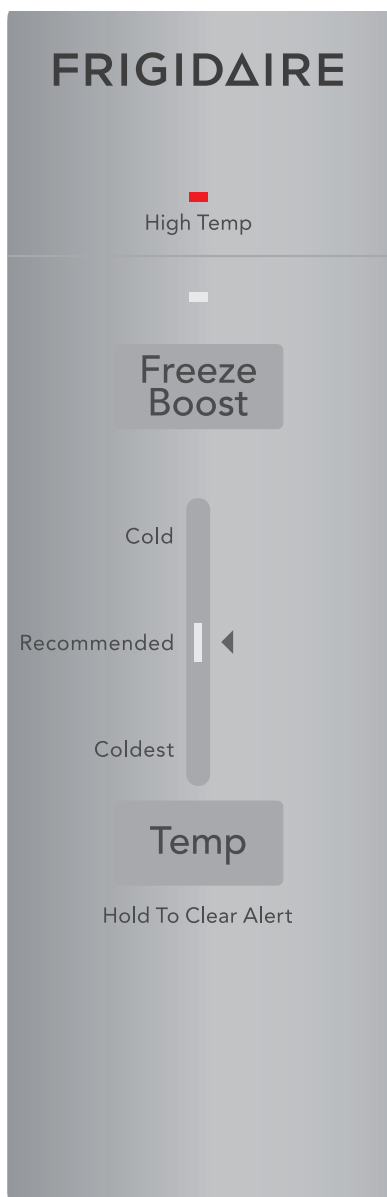 FRIGIDAIRE
High Temp
Freeze
Boost
Cold
Recommended
Coldest
Temp
Hold To Clear Alert